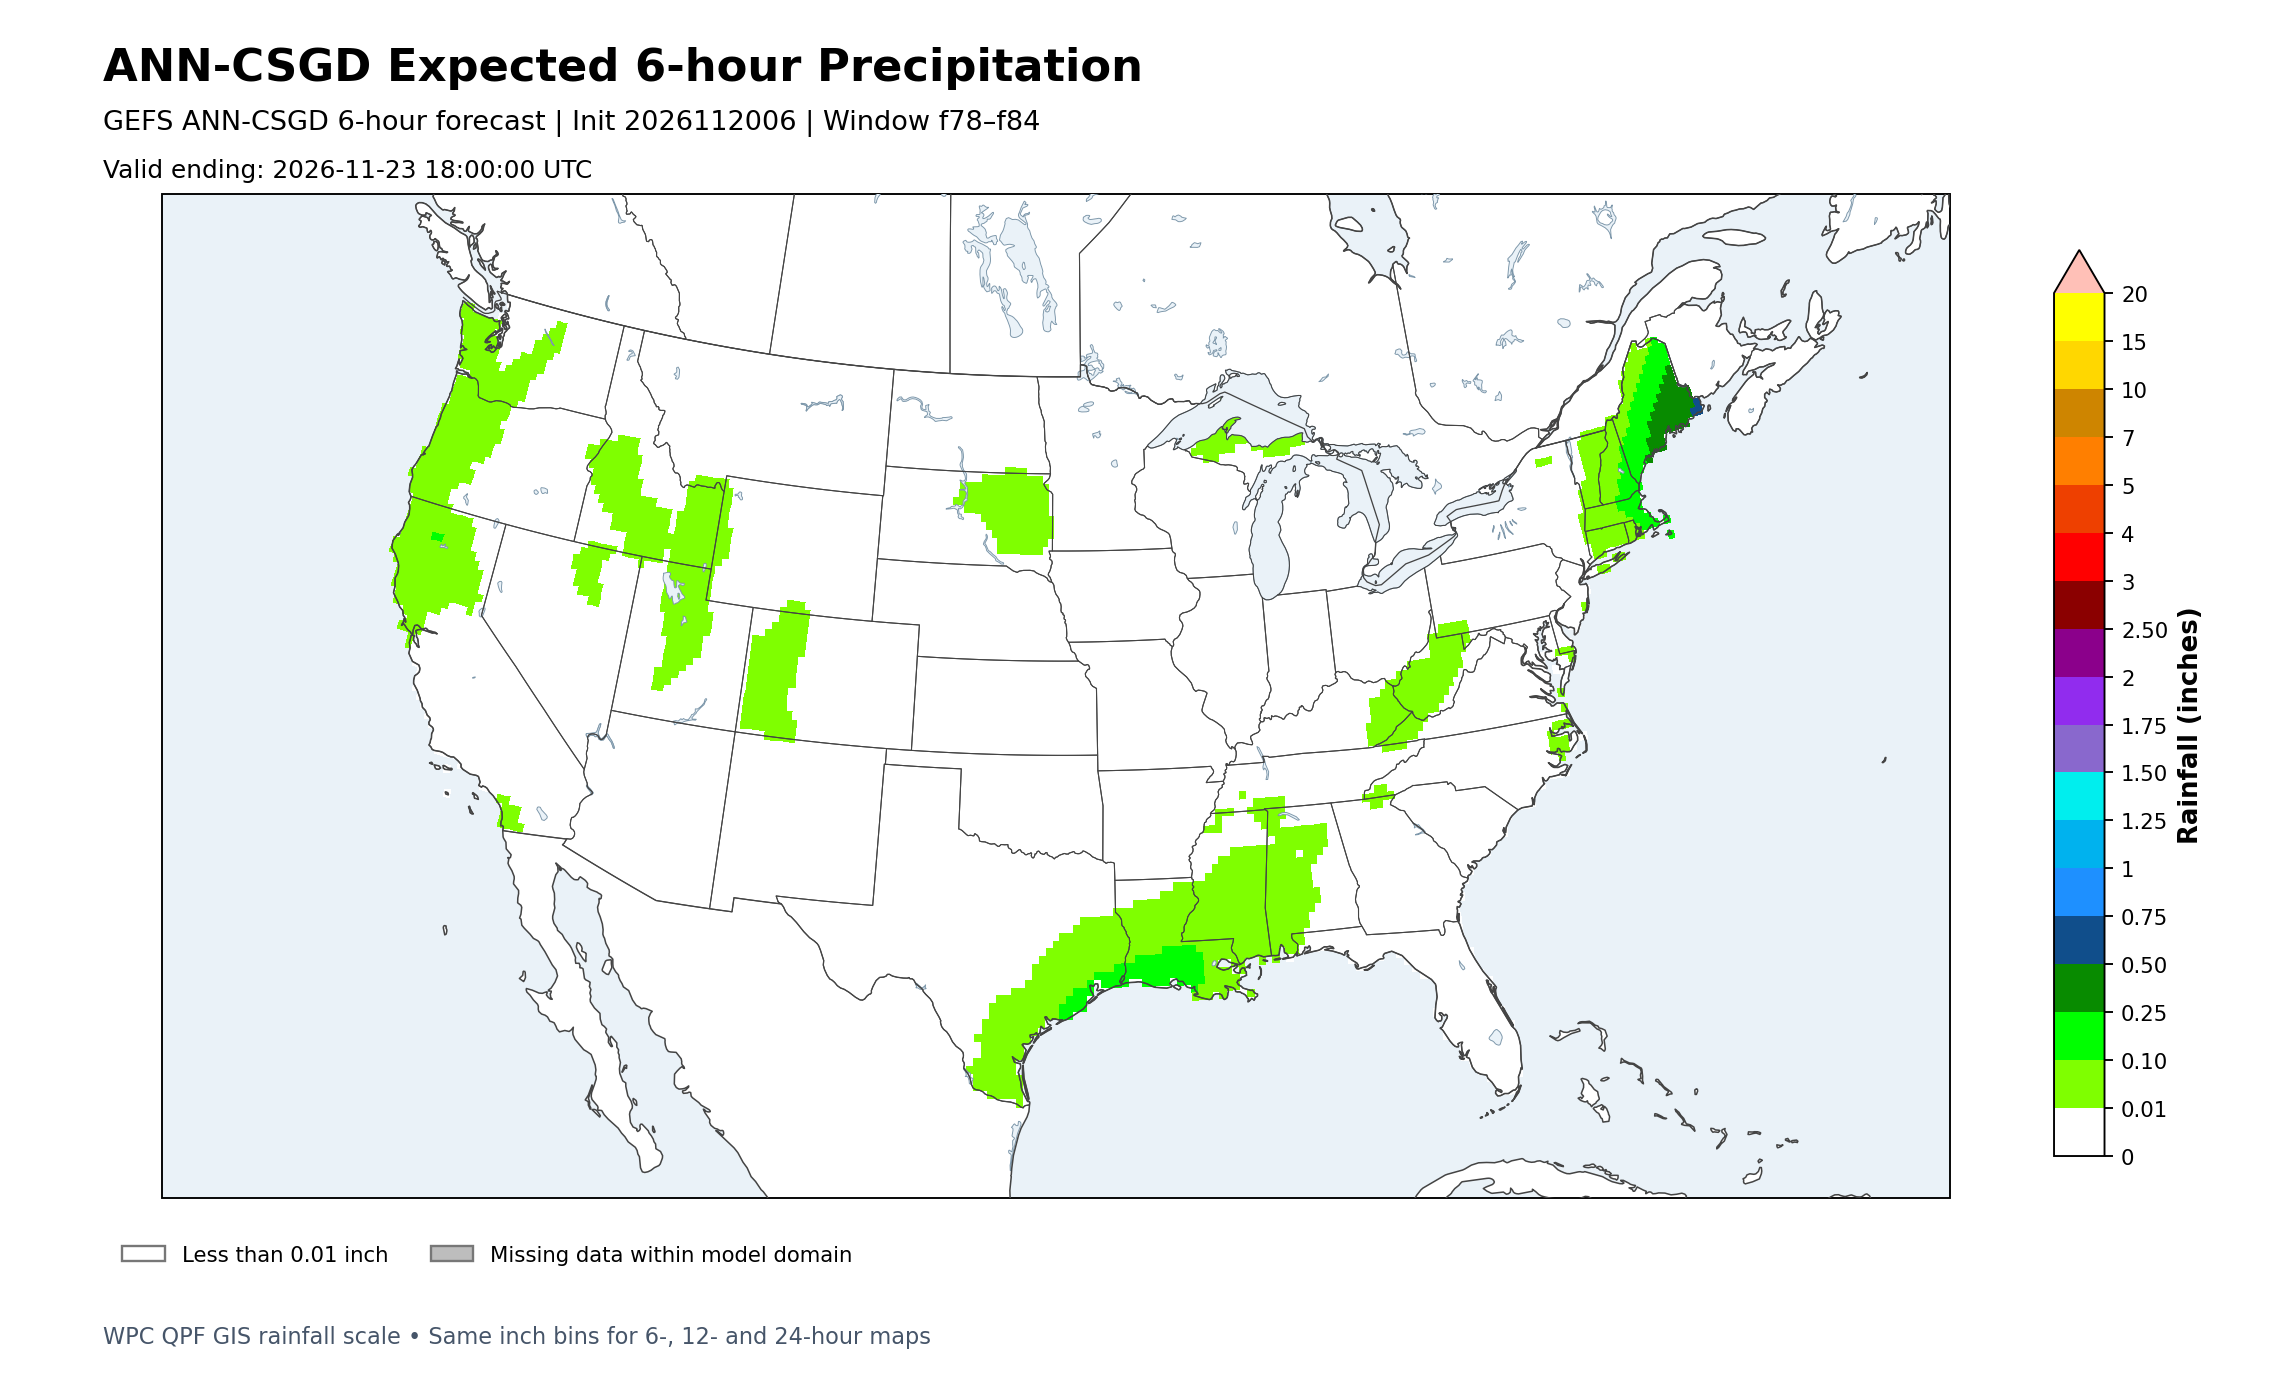 ANN-CSGD Expected 6-hour Precipitation
GEFS ANN-CSGD 6-hour forecast | Init 2026112006 | Window f78–f84
Valid ending: 2026-11-23 18:00:00 UTC
20
15
10
7
5
4
3
2.50
2
1.75
1.50
1.25
1
0.75
0.50
0.25
0.10
0.01
0
Rainfall (inches)
Less than 0.01 inch
Missing data within model domain
WPC QPF GIS rainfall scale • Same inch bins for 6-, 12- and 24-hour maps